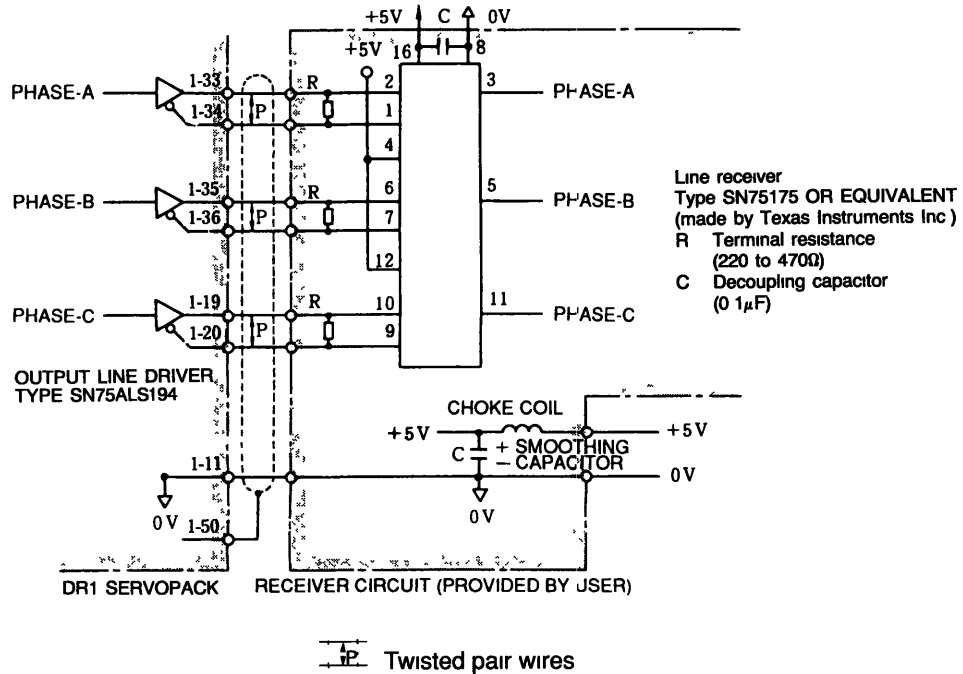 +5V C 0V
+5V 16 8
PHASE-A 1-33 R 2 3 PHASE-A
1-34 P 1
4
PHASE-B 1-35 R 6 5 PHASE-B
1-36 P 7
12
PHASE-C 1-19 R 10 11 PHASE-C
1-20 P 9
Line receiver
Type SN75175 OR EQUIVALENT
(made by Texas Instruments Inc )
R Terminal resistance
(220 to 470Ω)
C Decoupling capacitor
(0 1μF)
OUTPUT LINE DRIVER
TYPE SN75ALS194
CHOKE COIL
+5V +5V
C + SMOOTHING
− CAPACITOR
1-11 0V
0V 0V
1-50
DR1 SERVOPACK
RECEIVER CIRCUIT (PROVIDED BY USER)
P Twisted pair wires